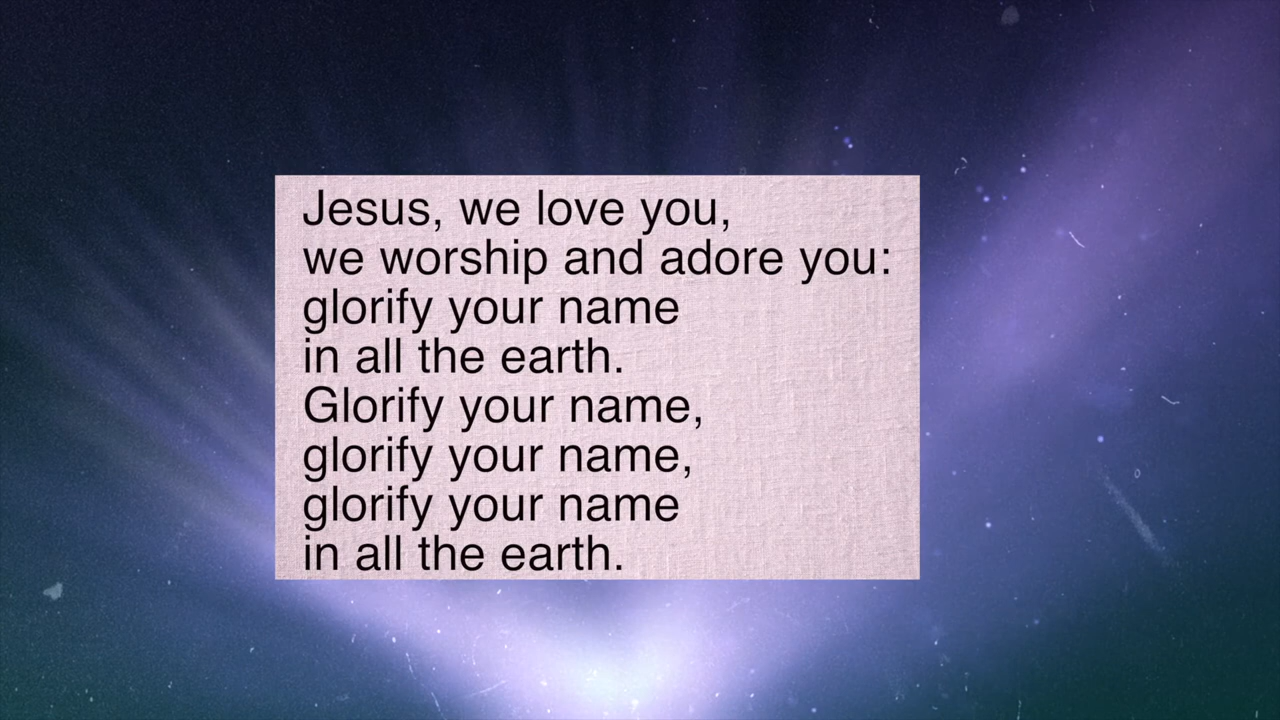 Jesus, we love you,
we worship and adore you:
glorify your name
in all the earth.
Glorify your name,
glorify your name,
glorify your name
in all the earth.